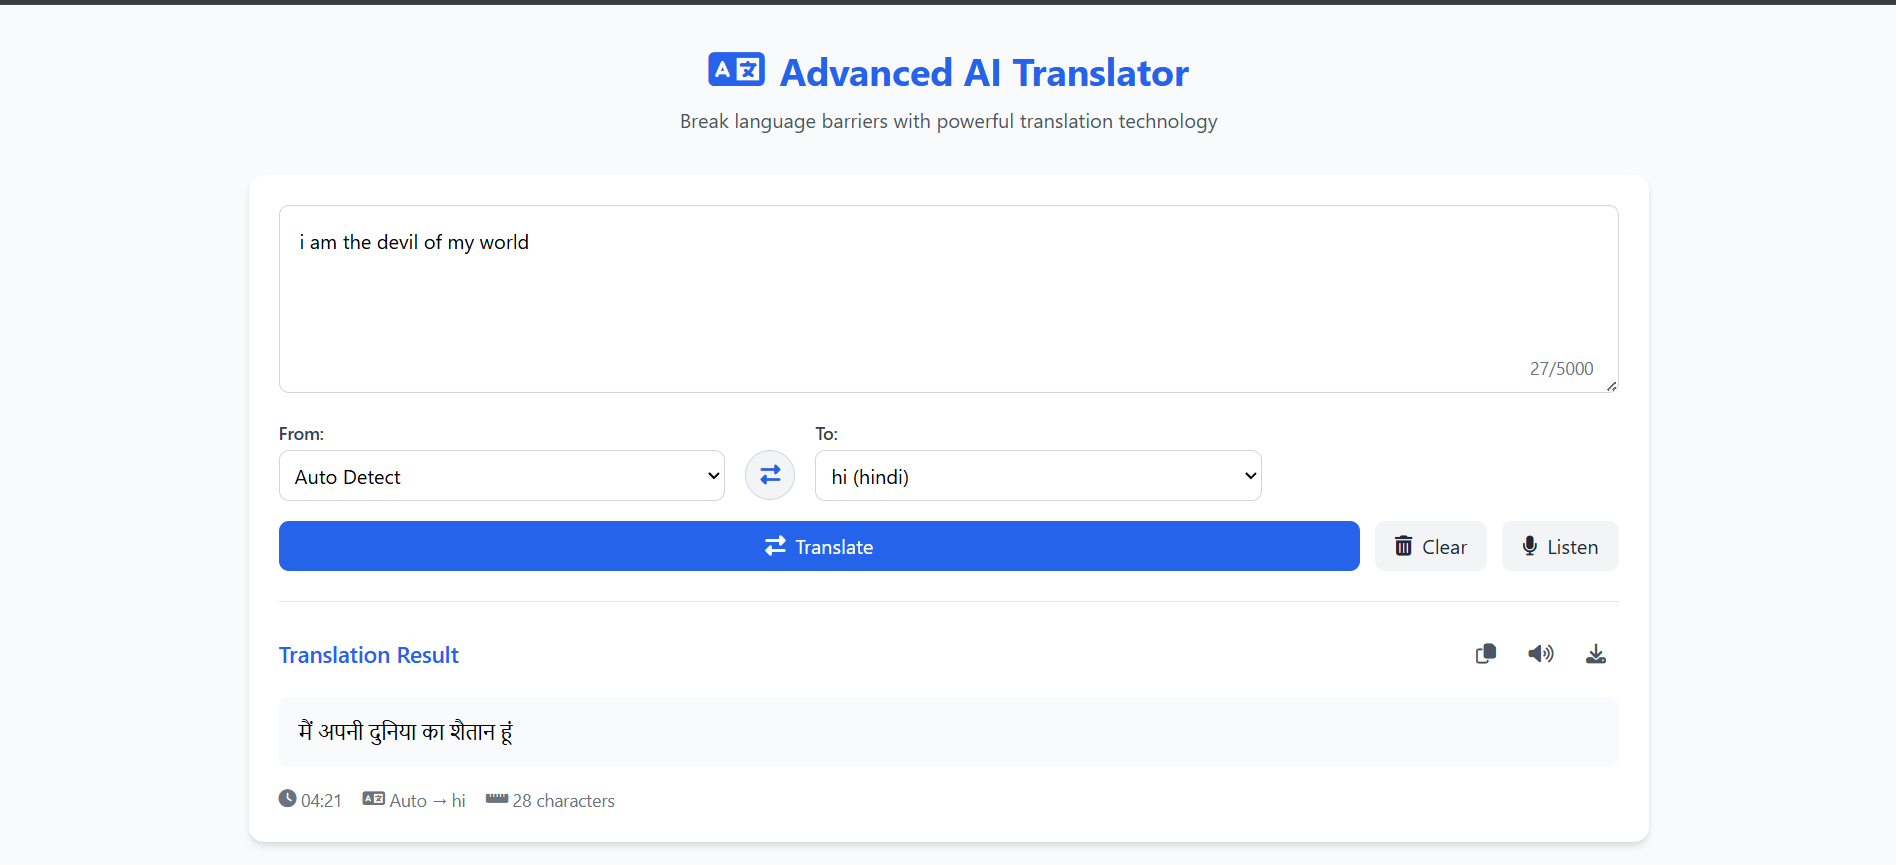 Advanced AI Translator
Break language barriers with powerful translation technology
i am the devil of my world
27/5000
From:
To:
Auto Detect
hi (hindi)
Translate
Clear
Listen
Translation Result
मैं अपनी दुनिया का शैतान हूं
04:21 Auto → hi 28 characters